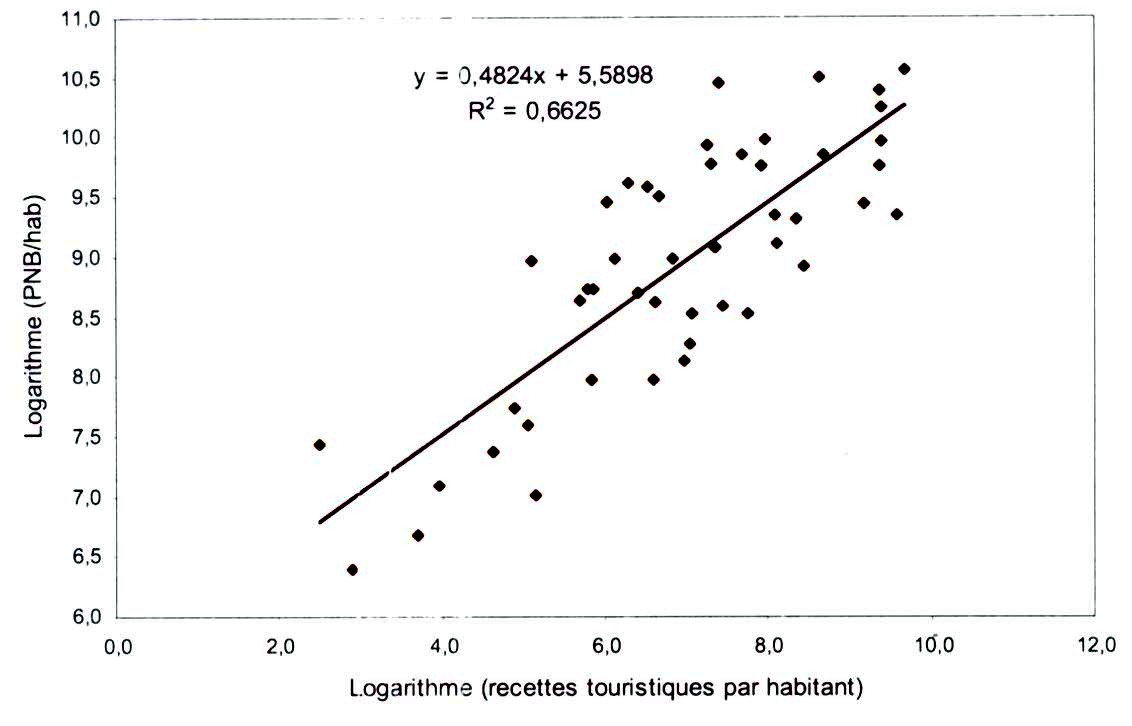 11,0
10,5
10,0
9,5
9,0
8,5
8,0
7,5
7,0
6,5
6,0
Logarithme (PNB/hab)
y = 0,4824x + 5,5898
R² = 0,6625
0,0 2,0 4,0 6,0 8,0 10,0 12,0
Logarithme (recettes touristiques par habitant)